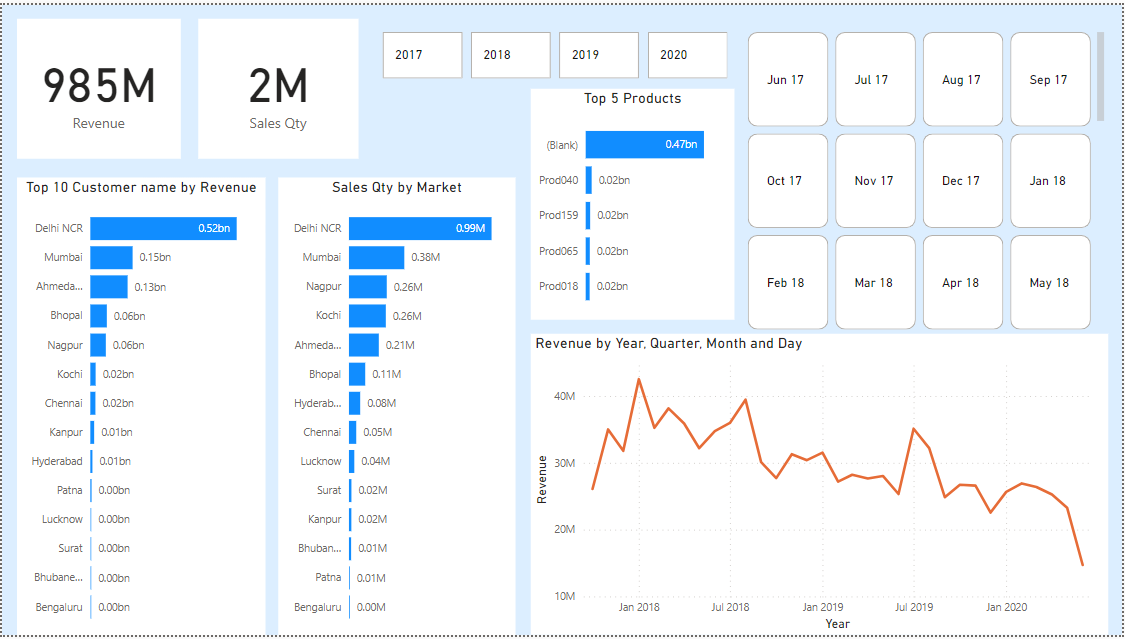 985M
Revenue
2M
Sales Qty
2017
2018
2019
2020
Top 10 Customer name by Revenue
Delhi NCR 0.52bn
Mumbai 0.15bn
Ahmeda... 0.13bn
Bhopal 0.06bn
Nagpur 0.06bn
Kochi 0.02bn
Chennai 0.02bn
Kanpur 0.01bn
Hyderabad 0.01bn
Patna 0.00bn
Lucknow 0.00bn
Surat 0.00bn
Bhubane... 0.00bn
Bengaluru 0.00bn
Sales Qty by Market
Delhi NCR 0.99M
Mumbai 0.38M
Nagpur 0.26M
Kochi 0.26M
Ahmeda... 0.21M
Bhopal 0.11M
Hyderab... 0.08M
Chennai 0.05M
Lucknow 0.04M
Surat 0.02M
Kanpur 0.02M
Bhuban... 0.01M
Patna 0.01M
Bengaluru 0.00M
Top 5 Products
(Blank) 0.47bn
Prod040 0.02bn
Prod159 0.02bn
Prod065 0.02bn
Prod018 0.02bn
Jun 17
Jul 17
Aug 17
Sep 17
Oct 17
Nov 17
Dec 17
Jan 18
Feb 18
Mar 18
Apr 18
May 18
Revenue by Year, Quarter, Month and Day
Revenue
40M
30M
20M
10M
Jan 2018 Jul 2018 Jan 2019 Jul 2019 Jan 2020
Year